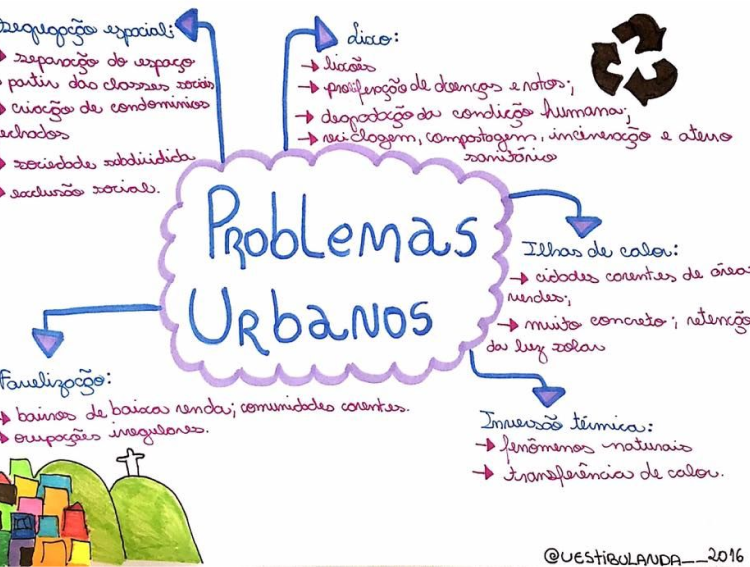 Segregação espacial:
separação do espaço
partir das classes sociais
criação de condomínios
echados
sociedade subdividida
exclusão social.
Lixo:
lixões
proliferação de doenças e ratos;
degradação da condição humana;
reciclagem, compostagem, incineração e aterro
sanitário
Problemas
Urbanos
Ilhas de calor:
cidades carentes de áreas
verdes;
muito concreto; retenção
da luz solar
Favelização:
bairros de baixa renda; comunidades carentes.
ocupações irregulares.
Inversão térmica:
fenômenos naturais
transferência de calor.
@VESTIBULANDA__2016